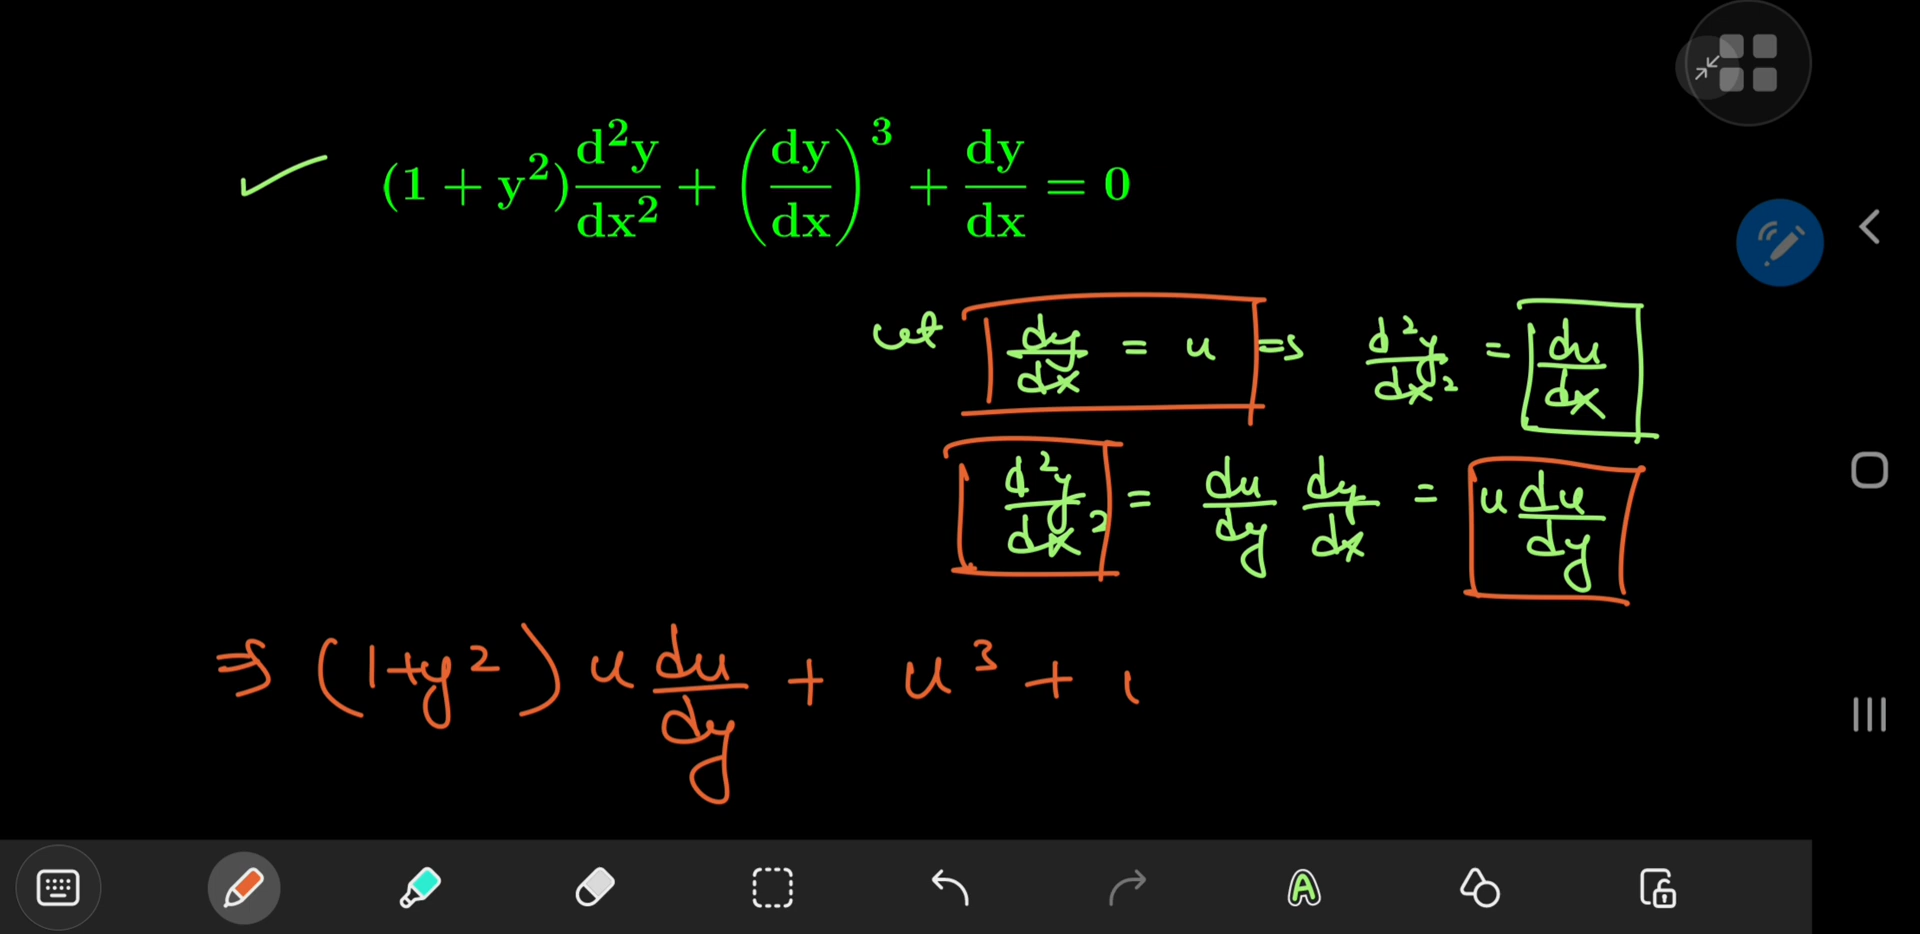 (1 + y²) d²y/dx² + (dy/dx)³ + dy/dx = 0
let dy/dx = u => d²y/dx² = du/dx
d²y/dx² = du/dy dy/dx = u du/dy
⇒ (1+y²) u du/dy + u³ +
A